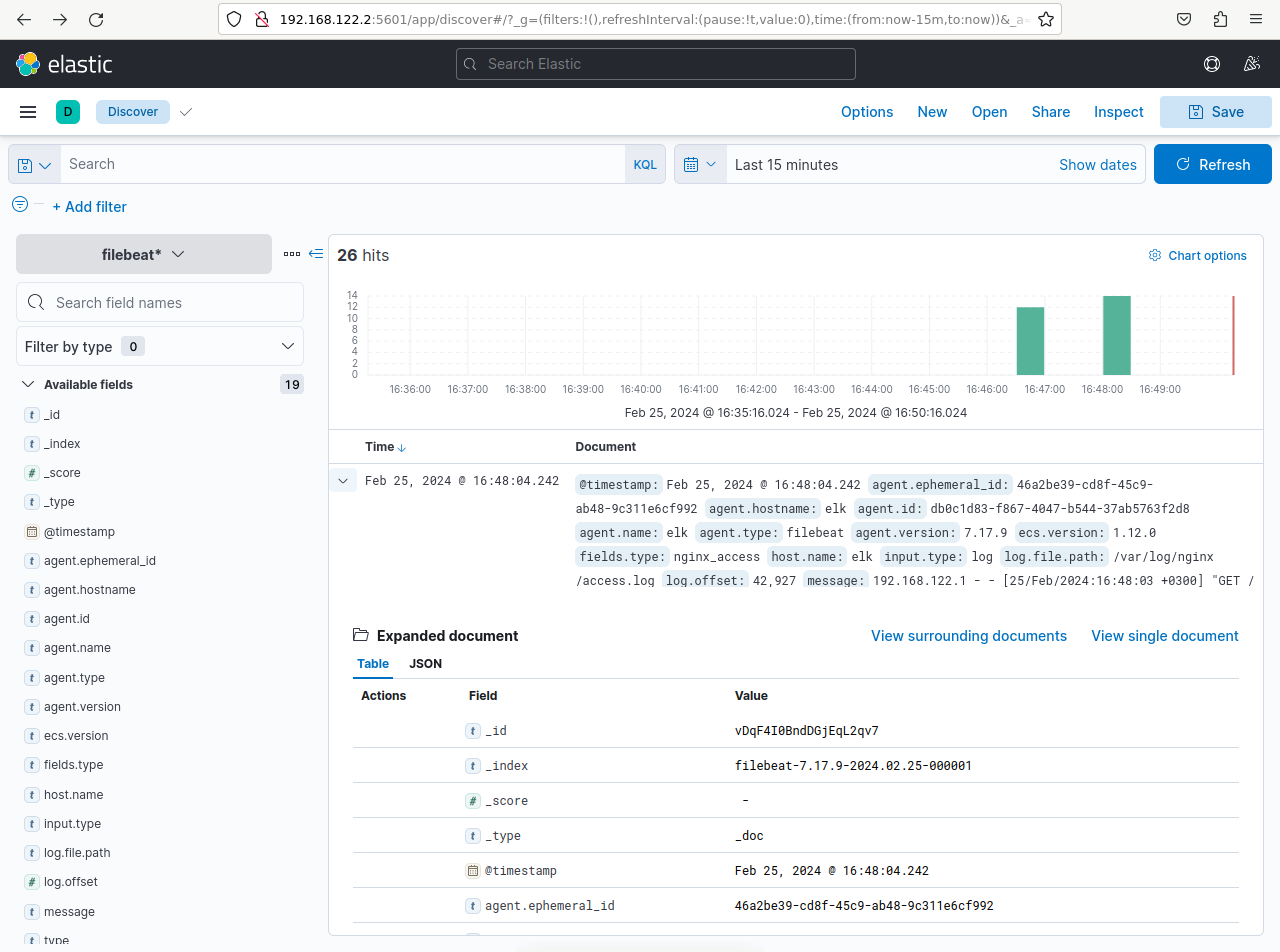 192.168.122.2:5601/app/discover#/?_g=(filters:!(),refreshInterval:(pause:!t,value:0),time:(from:now-15m,to:now))&_a=
elastic
Search Elastic
D
Discover
Options
New
Open
Share
Inspect
Save
Search
KQL
Last 15 minutes
Show dates
Refresh
+ Add filter
filebeat*
26 hits
Chart options
Search field names
Filter by type 0
Available fields 19
t _id
t _index
# _score
t _type
@timestamp
t agent.ephemeral_id
t agent.hostname
t agent.id
t agent.name
t agent.type
t agent.version
t ecs.version
t fields.type
t host.name
t input.type
t log.file.path
# log.offset
t message
t type
14
12
10
8
6
4
2
0
16:36:00 16:37:00 16:38:00 16:39:00 16:40:00 16:41:00 16:42:00 16:43:00 16:44:00 16:45:00 16:46:00 16:47:00 16:48:00 16:49:00
Feb 25, 2024 @ 16:35:16.024 - Feb 25, 2024 @ 16:50:16.024
Time Document
Feb 25, 2024 @ 16:48:04.242
@timestamp: Feb 25, 2024 @ 16:48:04.242 agent.ephemeral_id: 46a2be39-cd8f-45c9-
ab48-9c311e6cf992 agent.hostname: elk agent.id: db0c1d83-f867-4047-b544-37ab5763f2d8
agent.name: elk agent.type: filebeat agent.version: 7.17.9 ecs.version: 1.12.0
fields.type: nginx_access host.name: elk input.type: log log.file.path: /var/log/nginx
/access.log log.offset: 42,927 message: 192.168.122.1 - - [25/Feb/2024:16:48:03 +0300] "GET /
Expanded document
View surrounding documents
View single document
Table JSON
Actions Field Value
t _id vDqF4I0BndDGjEqL2qv7
t _index filebeat-7.17.9-2024.02.25-000001
# _score -
t _type _doc
@timestamp Feb 25, 2024 @ 16:48:04.242
t agent.ephemeral_id 46a2be39-cd8f-45c9-ab48-9c311e6cf992